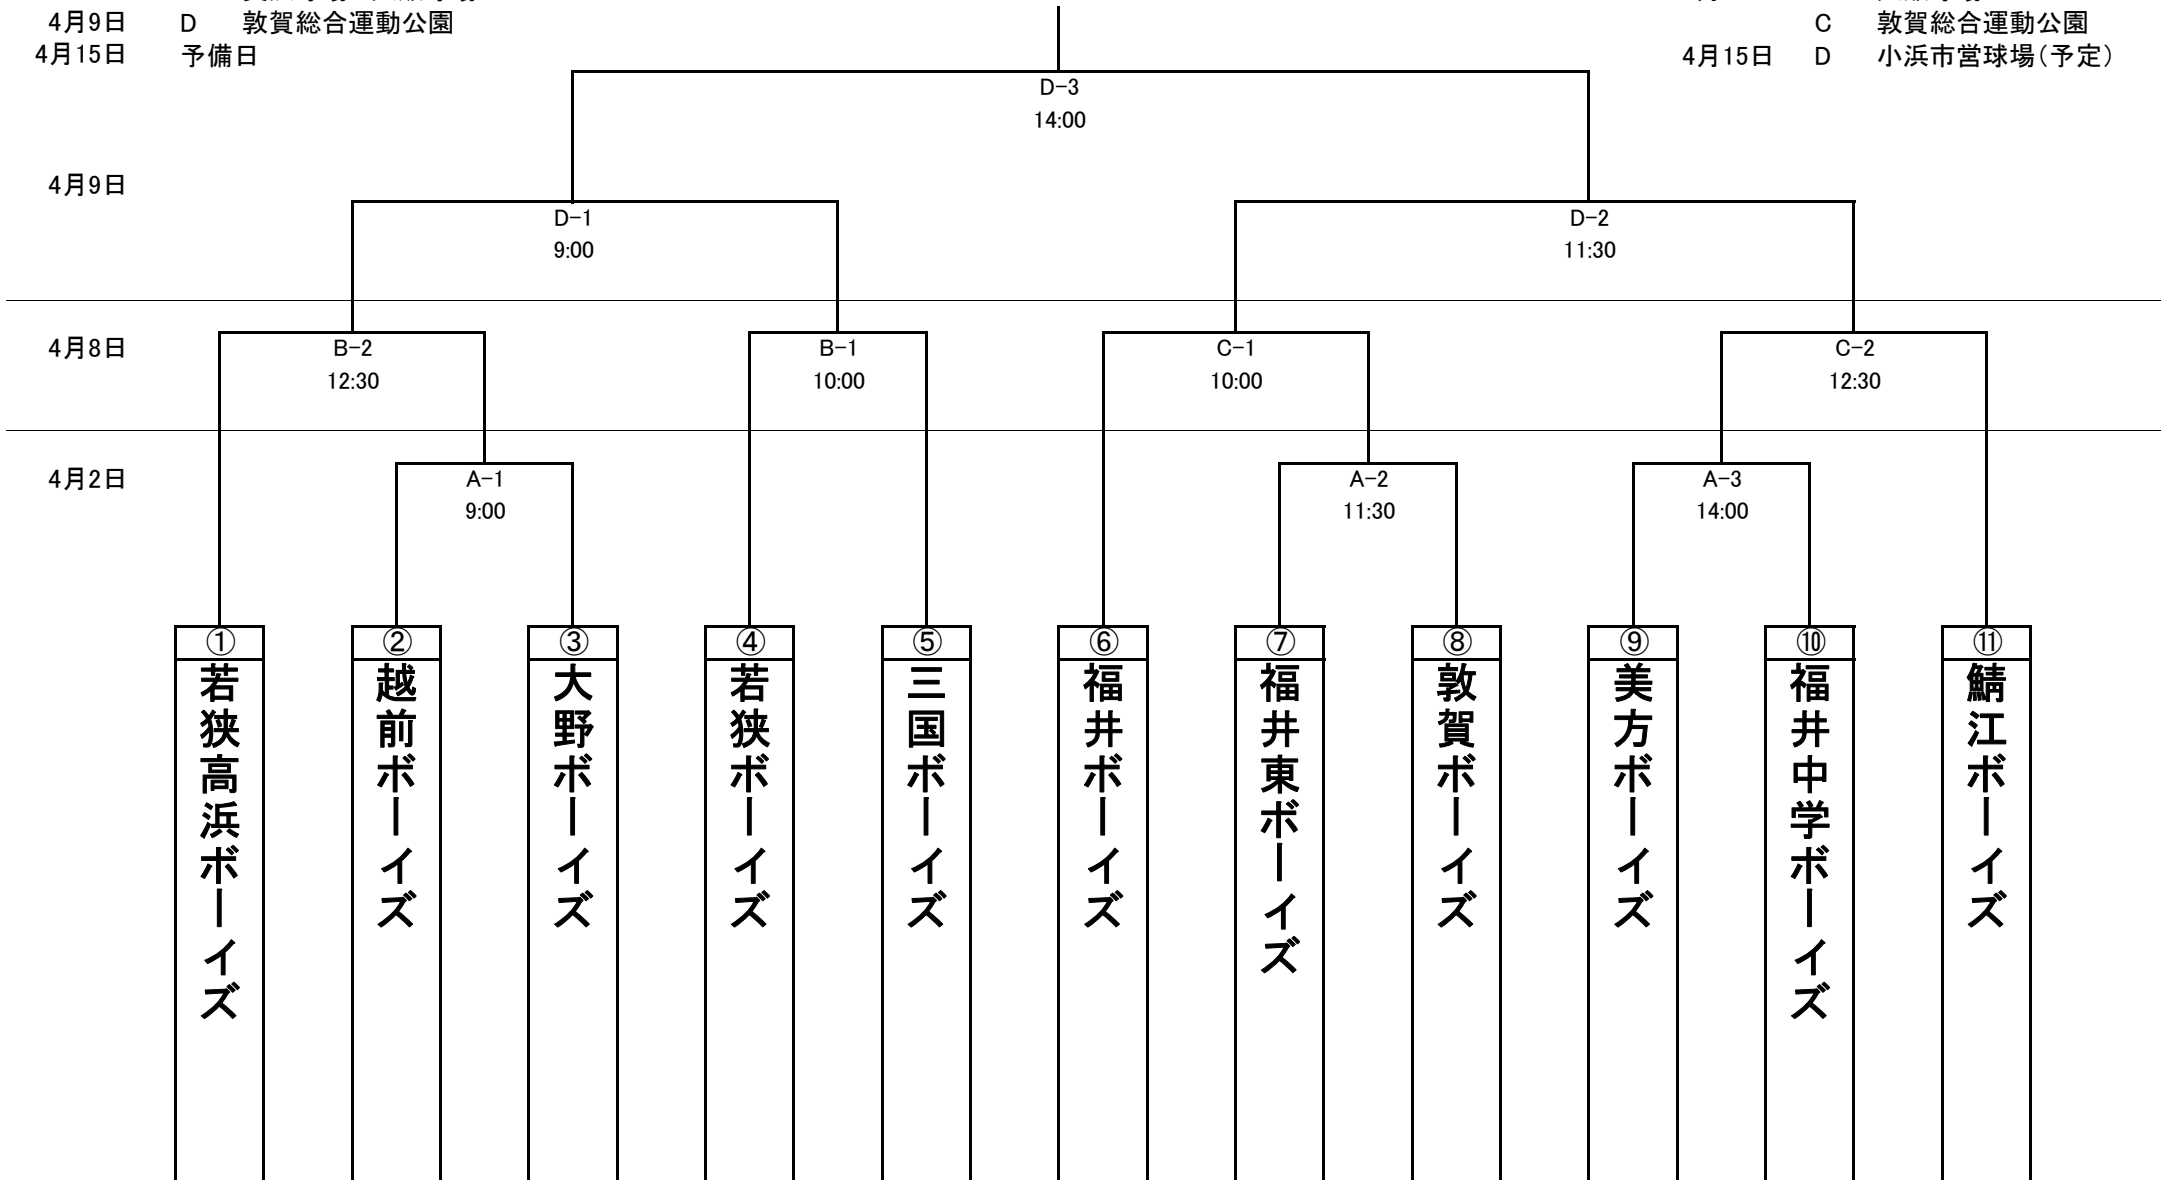 4月9日 D 敦賀総合運動公園
C 敦賀総合運動公園
4月15日 予備日
4月15日 D 小浜市営球場(予定)
D-3
14:00
4月9日
D-1
9:00
D-2
11:30
4月8日
B-2
12:30
B-1
10:00
C-1
10:00
C-2
12:30
4月2日
A-1
9:00
A-2
11:30
A-3
14:00
① 若狭高浜ボーイズ
② 越前ボーイズ
③ 大野ボーイズ
④ 若狭ボーイズ
⑤ 三国ボーイズ
⑥ 福井ボーイズ
⑦ 福井東ボーイズ
⑧ 敦賀ボーイズ
⑨ 美方ボーイズ
⑩ 福井中学ボーイズ
⑪ 鯖江ボーイズ